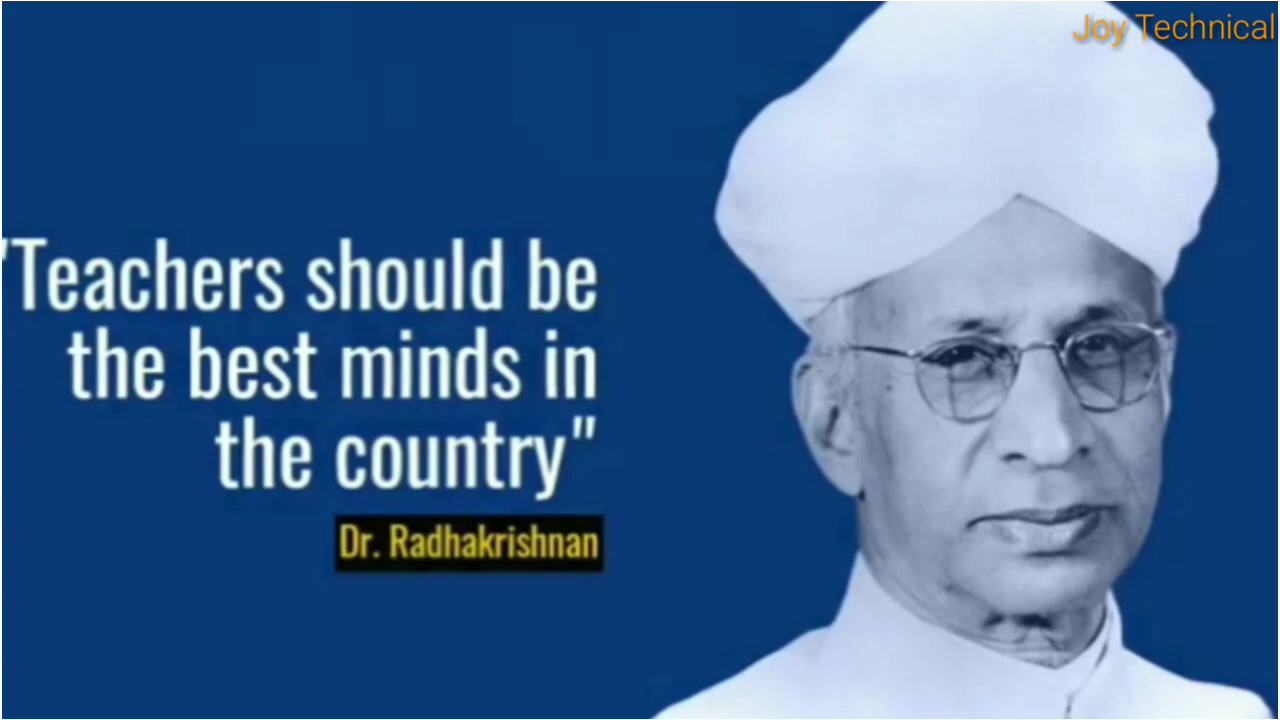 Joy Technical
"Teachers should be
the best minds in
the country"
Dr. Radhakrishnan